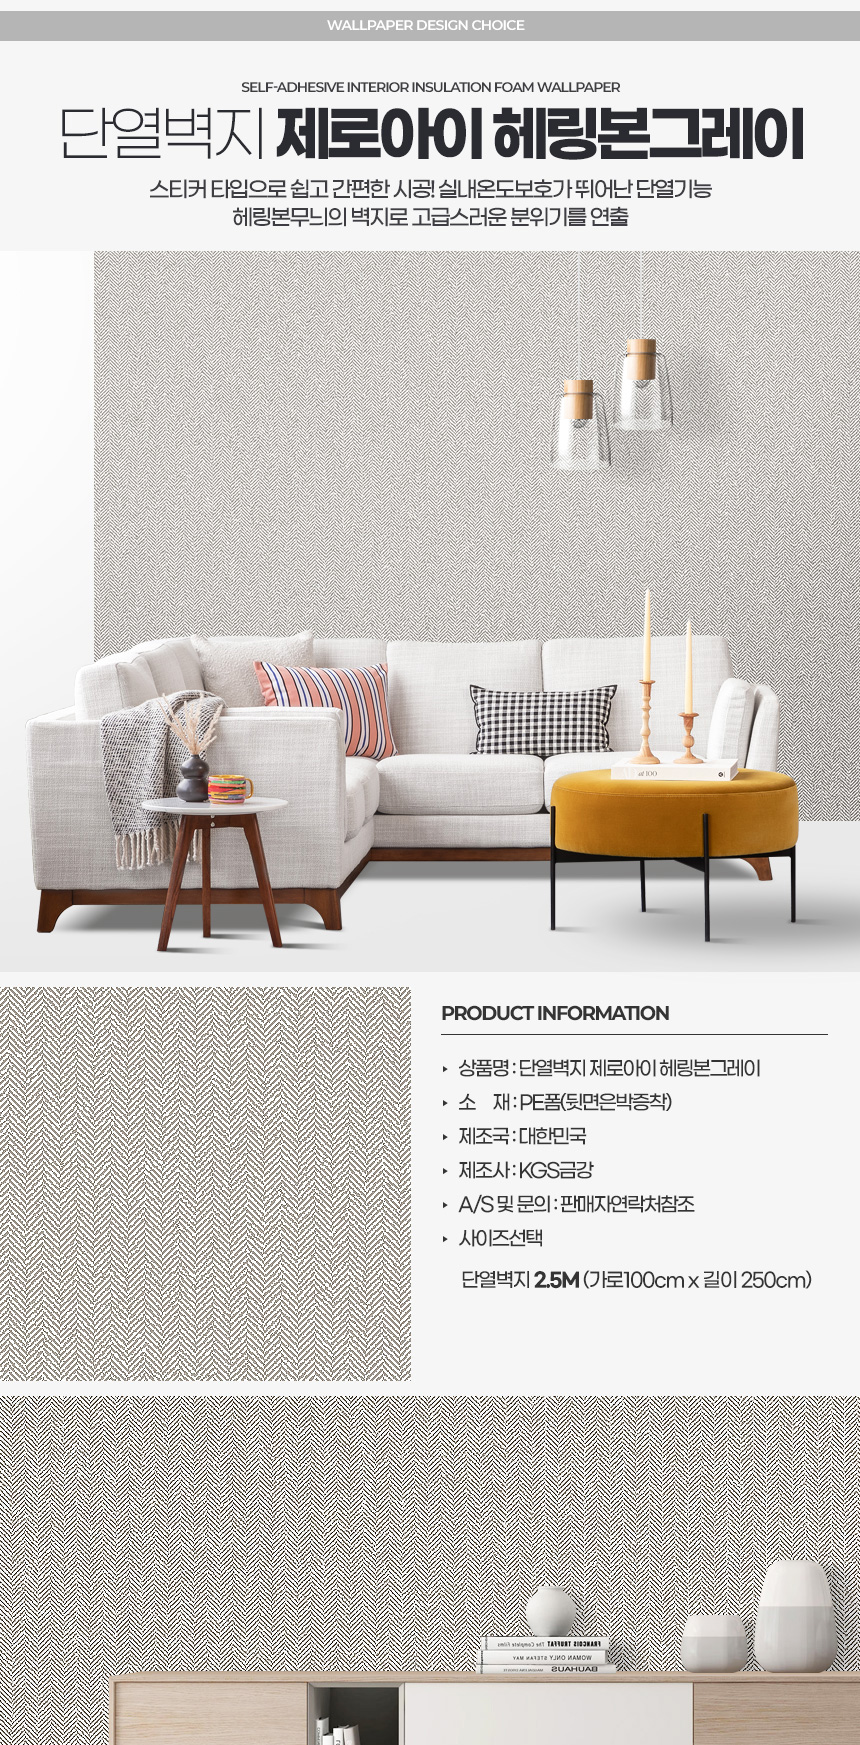 WALLPAPER DESIGN CHOICE
SELF-ADHESIVE INTERIOR INSULATION FOAM WALLPAPER
단열벽지 제로아이 헤링본그레이
스티커 타입으로 쉽고 간편한 시공! 실내온도보호가 뛰어난 단열기능
헤링본무늬의 벽지로 고급스러운 분위기를 연출
PRODUCT INFORMATION
‣ 상품명 : 단열벽지 제로아이 헤링본그레이
‣ 소 재 : PE폼(뒷면은박증착)
‣ 제조국 : 대한민국
‣ 제조사 : KGS금강
‣ A/S 및 문의 : 판매자연락처참조
‣ 사이즈선택
단열벽지 2.5M (가로100cm x 길이 250cm)
FRANCOIS TRUFFAT The Complete Films
WOMAN ONLY MAY STEFAN
BAUHAUS